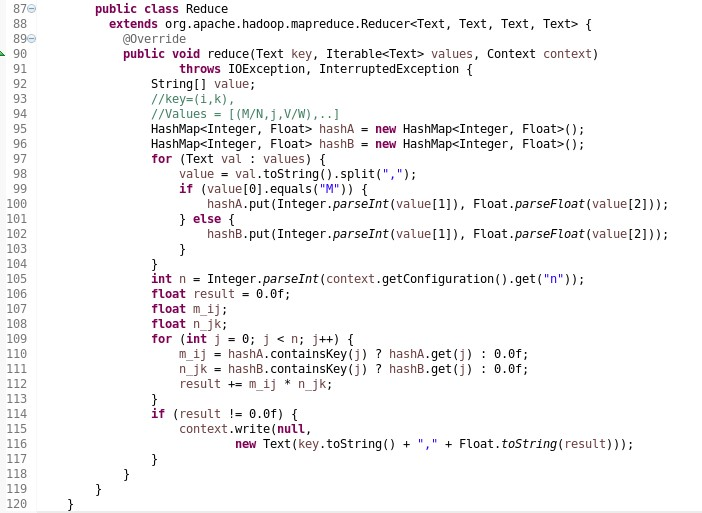 87 public class Reduce
88 extends org.apache.hadoop.mapreduce.Reducer<Text, Text, Text, Text> {
89 @Override
90 public void reduce(Text key, Iterable<Text> values, Context context)
91 throws IOException, InterruptedException {
92 String[] value;
93 //key=(i,k),
94 //Values = [(M/N,j,V/W),..]
95 HashMap<Integer, Float> hashA = new HashMap<Integer, Float>();
96 HashMap<Integer, Float> hashB = new HashMap<Integer, Float>();
97 for (Text val : values) {
98 value = val.toString().split(",");
99 if (value[0].equals("M")) {
100 hashA.put(Integer.parseInt(value[1]), Float.parseFloat(value[2]));
101 } else {
102 hashB.put(Integer.parseInt(value[1]), Float.parseFloat(value[2]));
103 }
104 }
105 int n = Integer.parseInt(context.getConfiguration().get("n"));
106 float result = 0.0f;
107 float m_ij;
108 float n_jk;
109 for (int j = 0; j < n; j++) {
110 m_ij = hashA.containsKey(j) ? hashA.get(j) : 0.0f;
111 n_jk = hashB.containsKey(j) ? hashB.get(j) : 0.0f;
112 result += m_ij * n_jk;
113 }
114 if (result != 0.0f) {
115 context.write(null,
116 new Text(key.toString() + "," + Float.toString(result)));
117 }
118 }
119 }
120 }